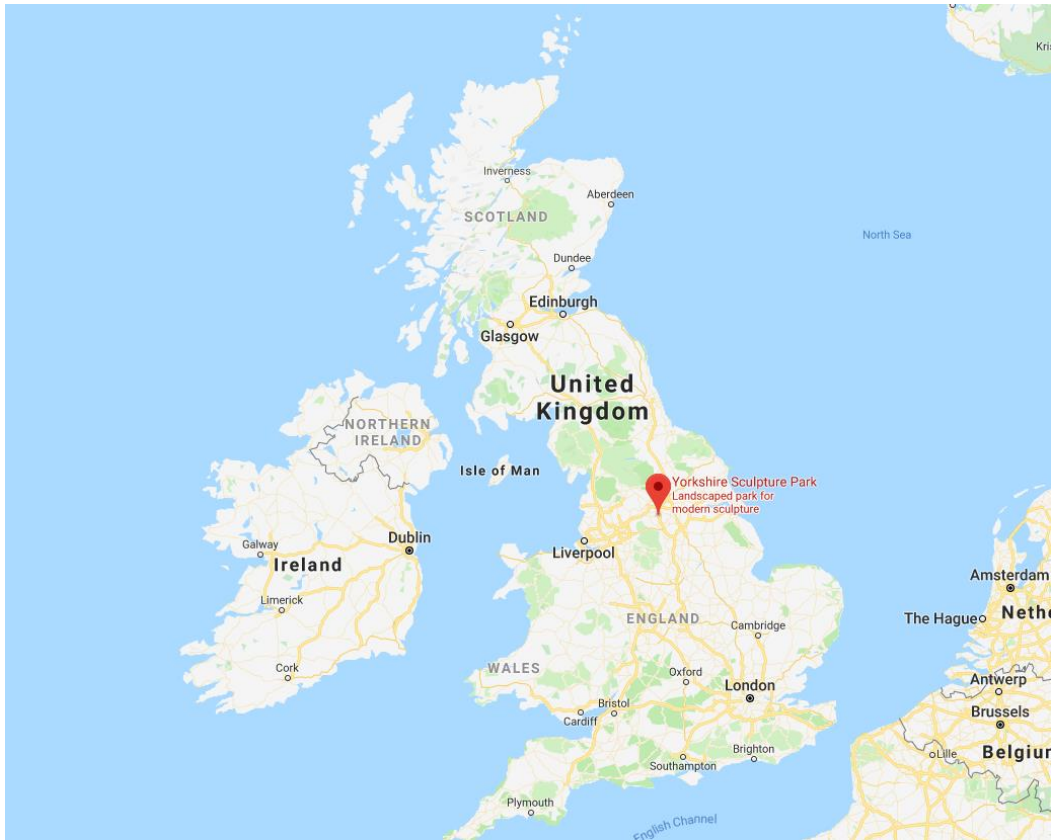 Kris
Inverness
Aberdeen
SCOTLAND
North Sea
Dundee
Edinburgh
Glasgow
United
Kingdom
NORTHERN
IRELAND
Isle of Man
Yorkshire Sculpture Park
Landscaped park for
modern sculpture
Dublin
Galway
Ireland
Liverpool
Amsterdam
Limerick
The Hague
Nethe
ENGLAND
Cambridge
Cork
WALES
Oxford
London
Antwerp
Bristol
Cardiff
Brussels
Brighton
Lille
Belgium
Southampton
Plymouth
English Channel